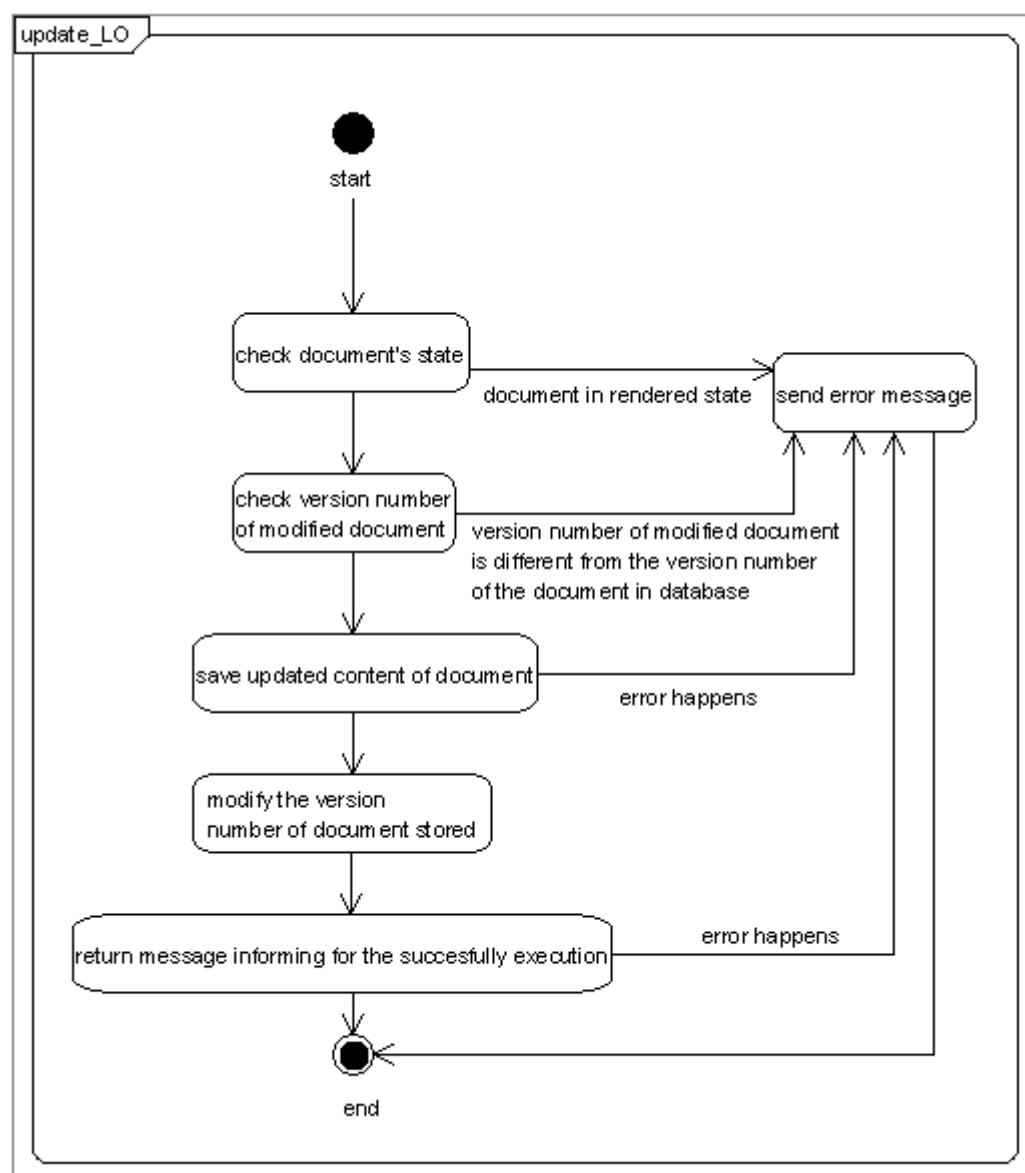 update_LO
start
check document's state
document in rendered state
send error message
check version number
of modified document
version number of modified document
is different from the version number
of the document in database
save updated content of document
error happens
modify the version
number of document stored
error happens
return message informing for the succesfully execution
end